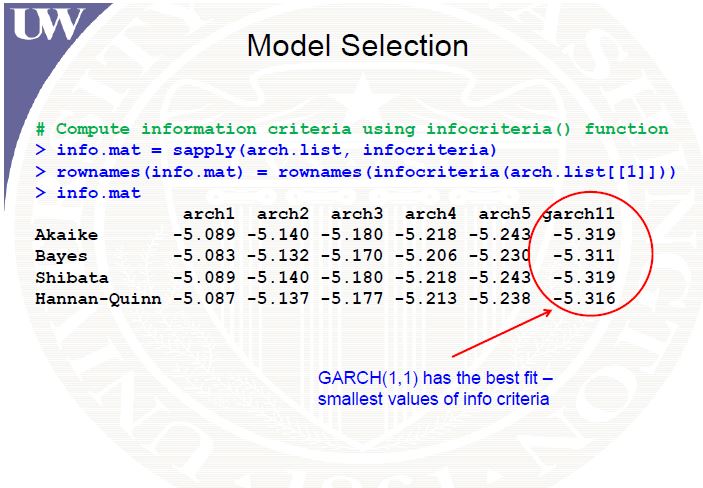 UW
Model Selection
# Compute information criteria using infocriteria() function
> info.mat = sapply(arch.list, infocriteria)
> rownames(info.mat) = rownames(infocriteria(arch.list[[1]]))
> info.mat
arch1 arch2 arch3 arch4 arch5 garch11
Akaike -5.089 -5.140 -5.180 -5.218 -5.243 -5.319
Bayes -5.083 -5.132 -5.170 -5.206 -5.230 -5.311
Shibata -5.089 -5.140 -5.180 -5.218 -5.243 -5.319
Hannan-Quinn -5.087 -5.137 -5.177 -5.213 -5.238 -5.316
GARCH(1,1) has the best fit –
smallest values of info criteria